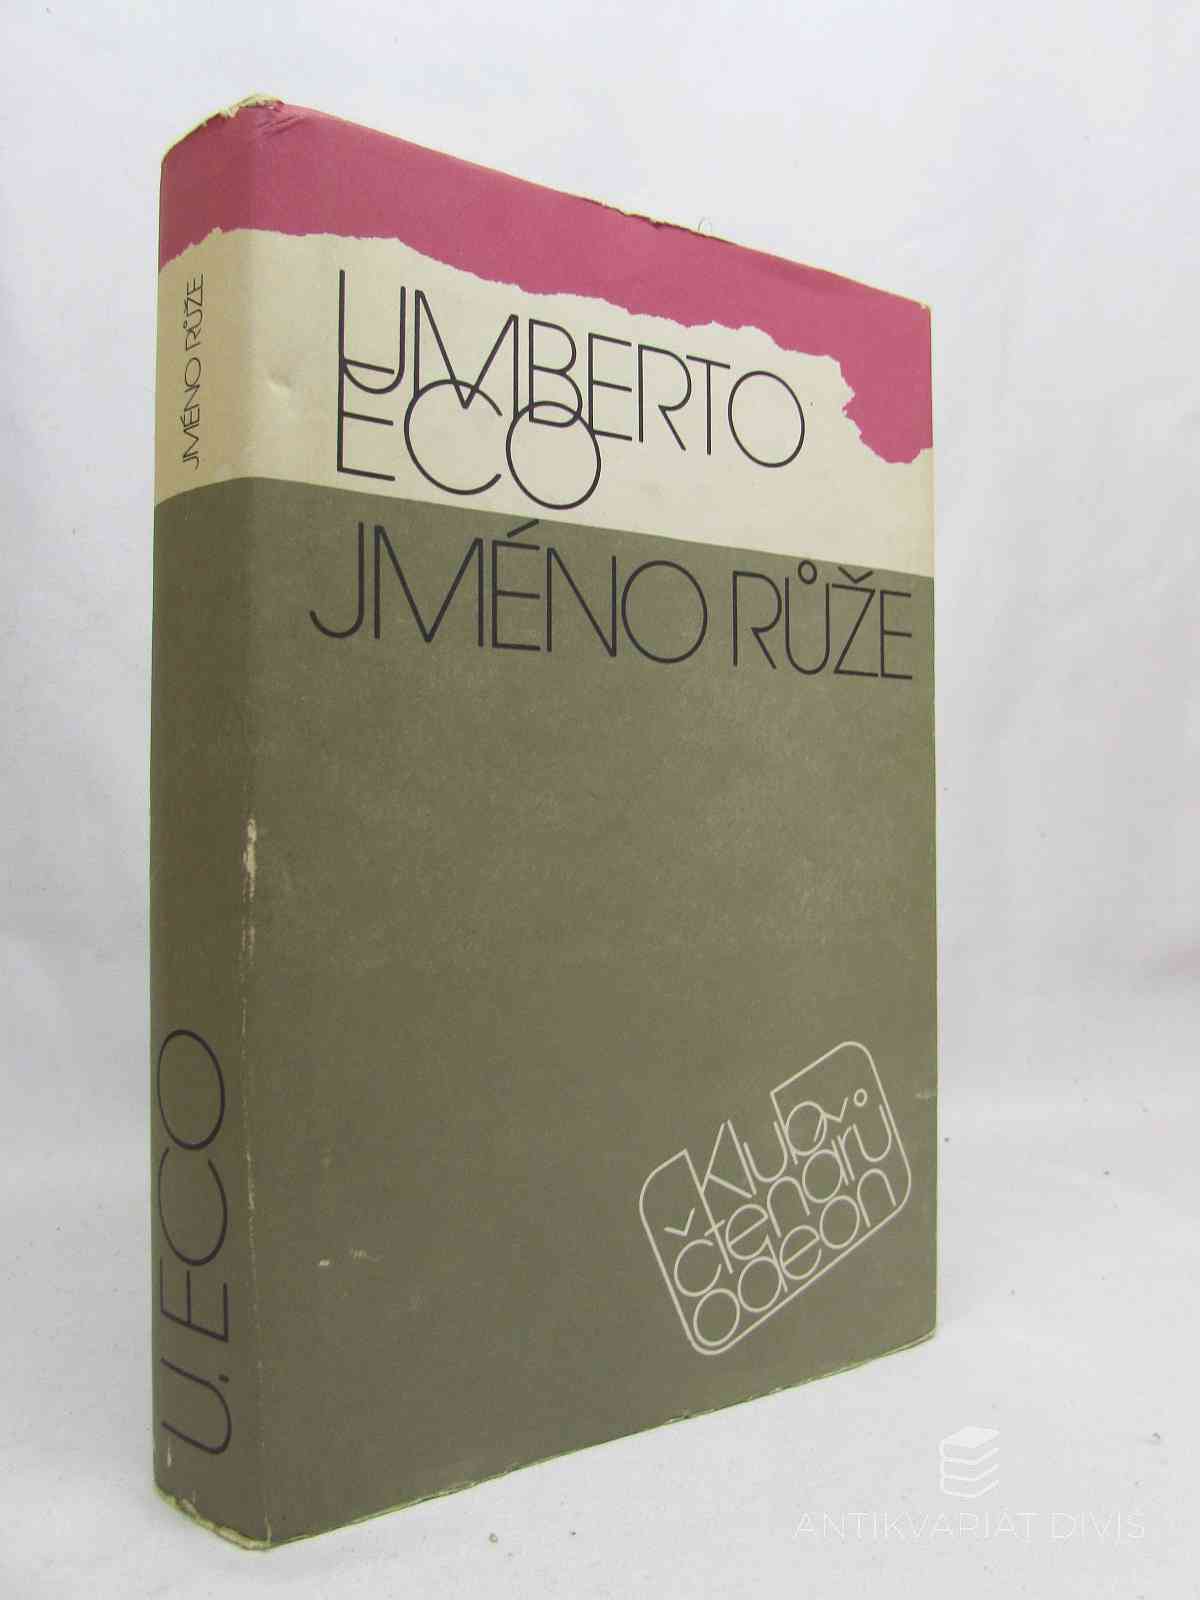 UMBERTO
ECO
JMÉNO RŮŽE
JMÉNO RŮŽE
U. ECO
klub
čtenářů
odeon
ANTIKVARIÁT DIVIŠ